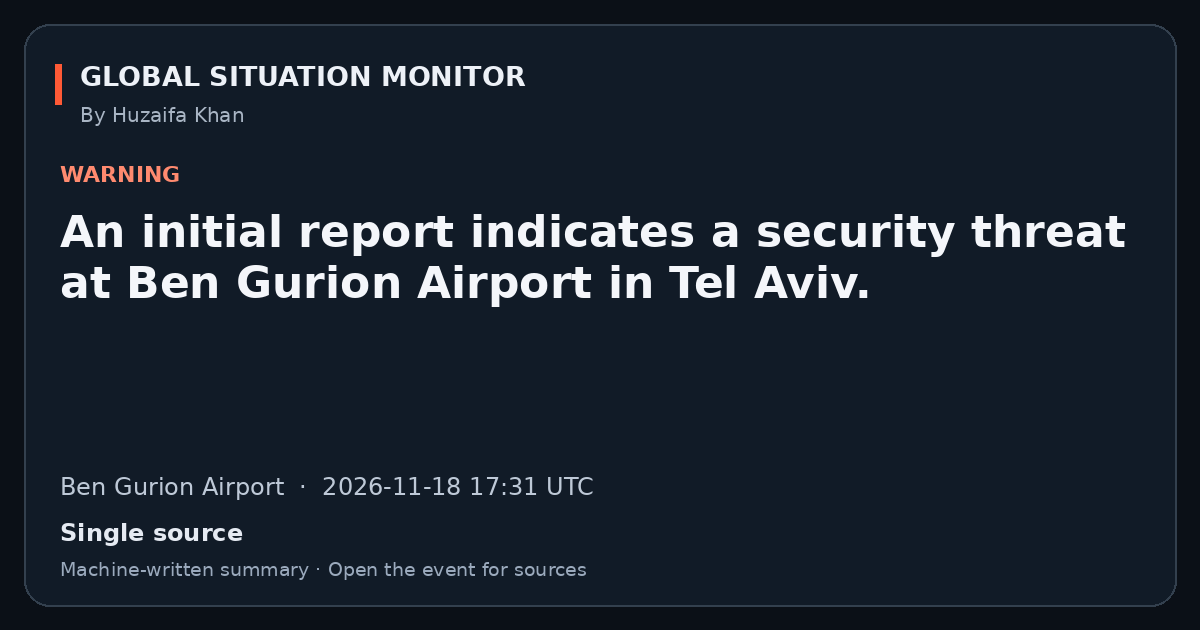 GLOBAL SITUATION MONITOR
By Huzaifa Khan
WARNING
An initial report indicates a security threat
at Ben Gurion Airport in Tel Aviv.
Ben Gurion Airport · 2026-11-18 17:31 UTC
Single source
Machine-written summary · Open the event for sources